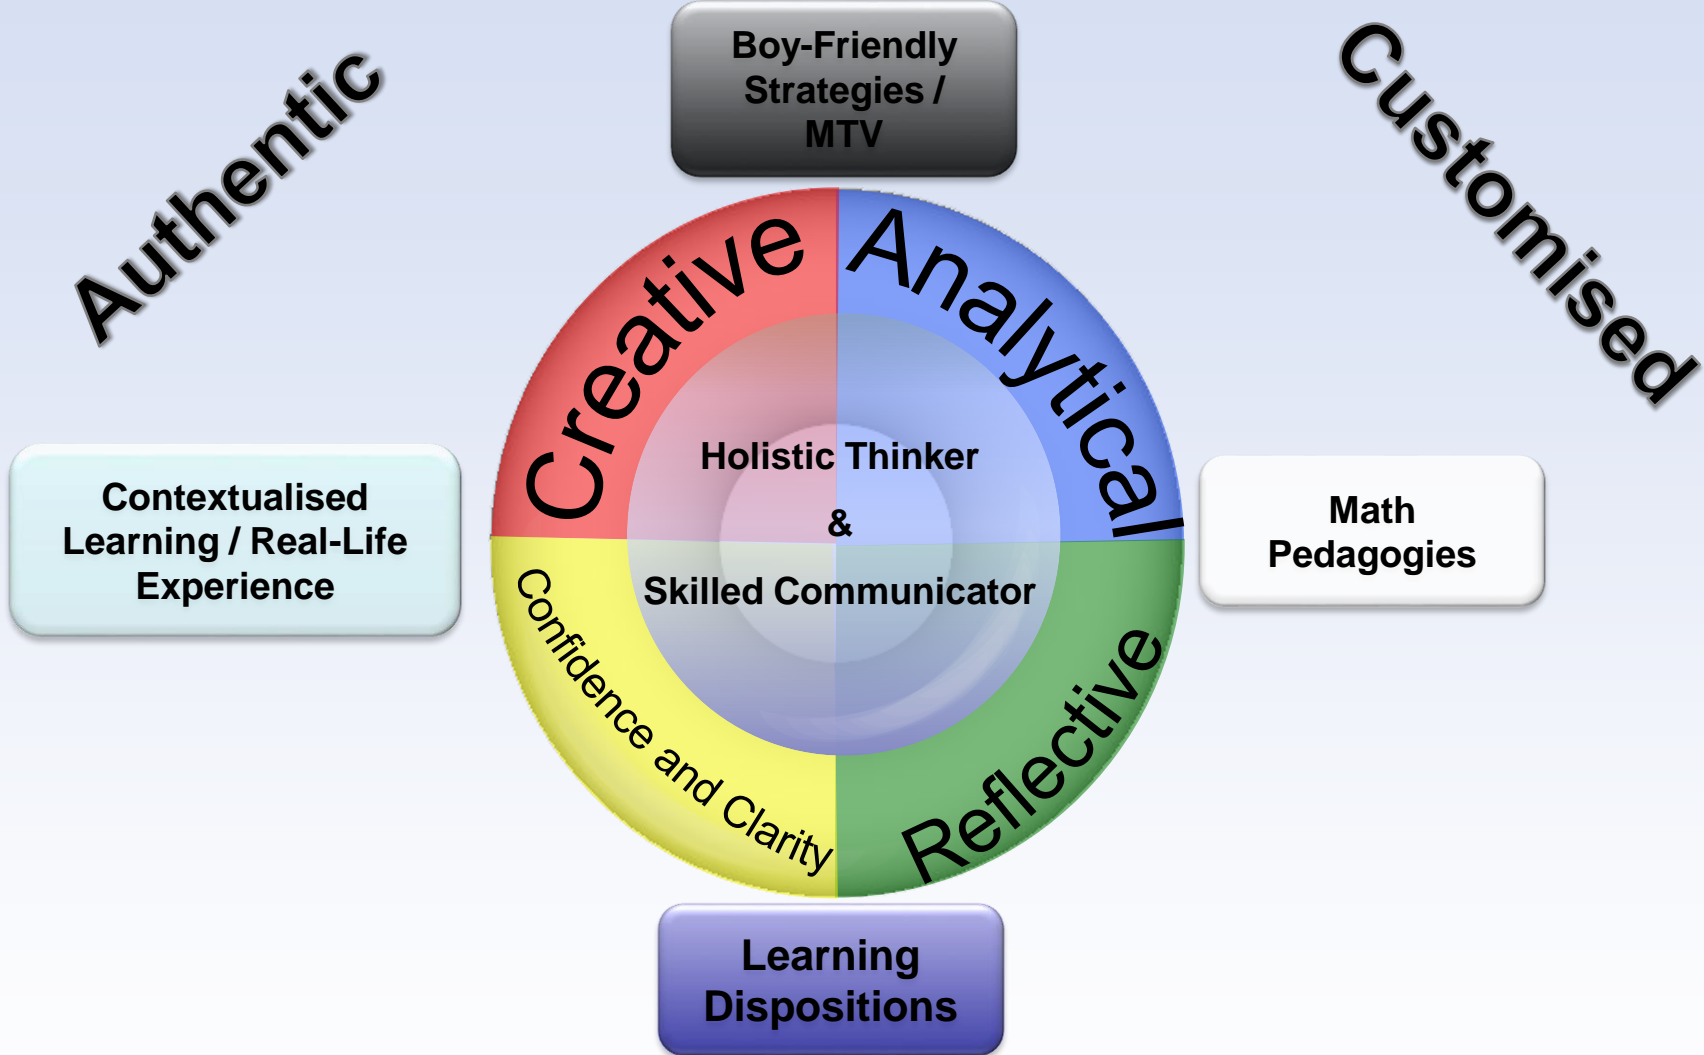 Boy-Friendly
Strategies /
MTV
Authentic
Customised
Creative
Analytical
Holistic Thinker
&
Skilled Communicator
Contextualised
Learning / Real-Life
Experience
Math
Pedagogies
Confidence and Clarity
Reflective
Learning
Dispositions